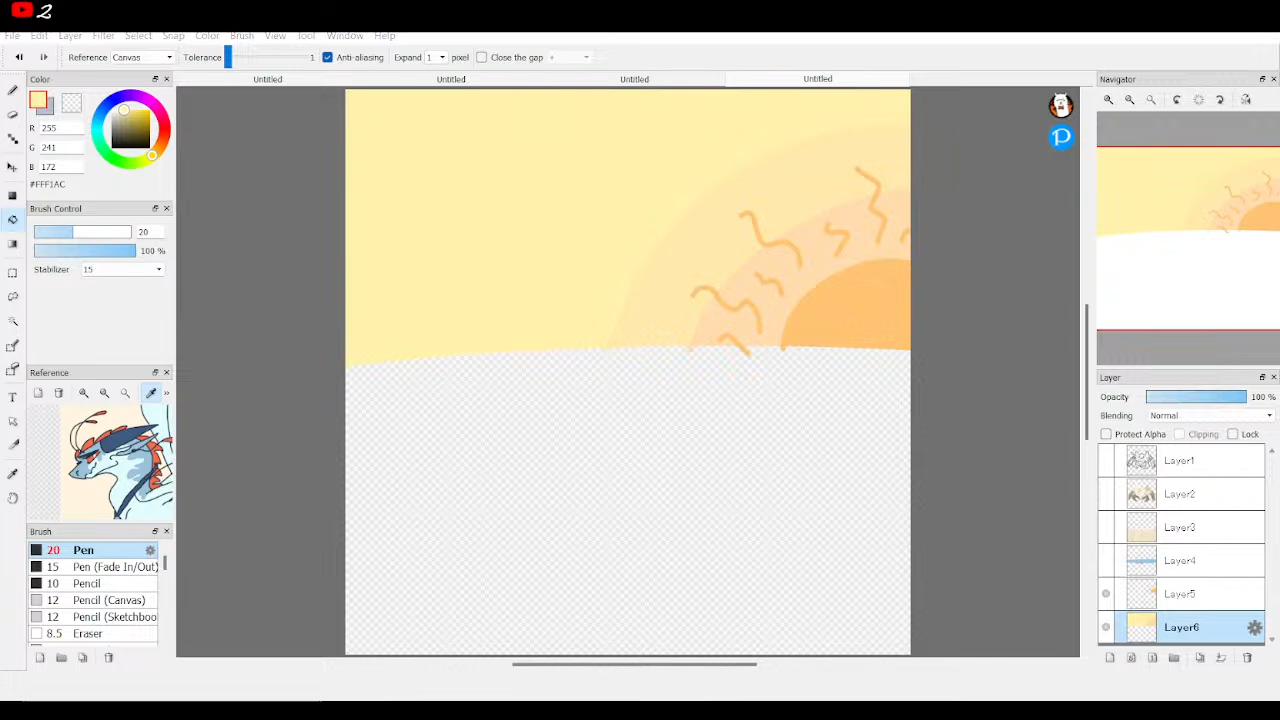 2
File Edit Layer Filter Select Snap Color Brush View Tool Window Help
Reference Canvas Tolerance 1 Anti-aliasing Expand 1 pixel Close the gap
Color Untitled Untitled Untitled Untitled Navigator
R 255
G 241
B 172
#FFF1AC
Brush Control
20
100 %
Stabilizer 15
Reference
Layer
Opacity 100 %
Blending Normal
Protect Alpha Clipping Lock
Layer1
Layer2
Layer3
Layer4
Layer5
Layer6
Brush
20 Pen
15 Pen (Fade In/Out)
10 Pencil
12 Pencil (Canvas)
12 Pencil (Sketchboo
8.5 Eraser